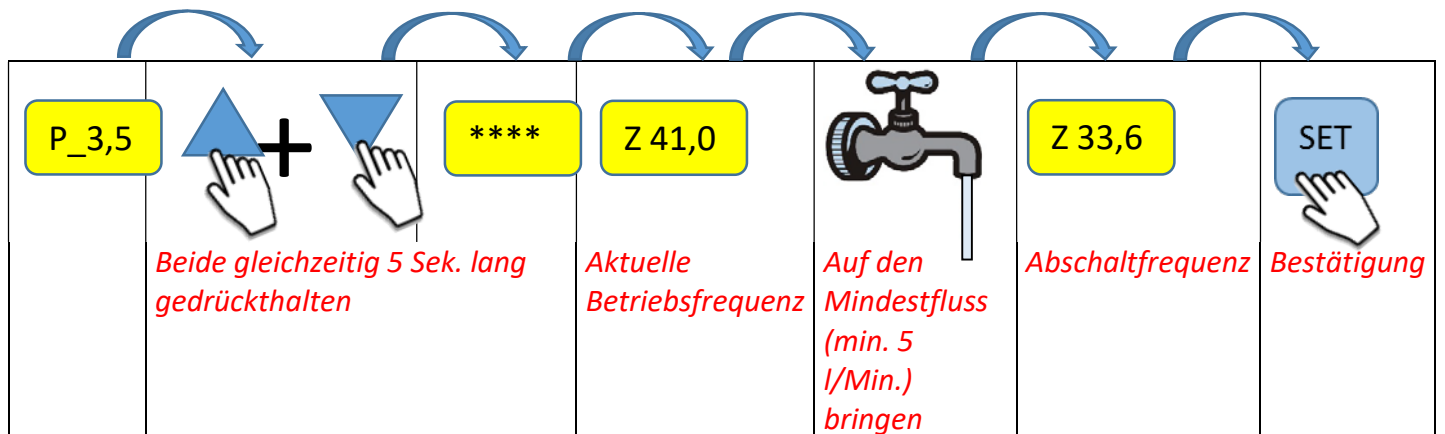 P_3,5
+
****
Z 41,0
Z 33,6
SET
Beide gleichzeitig 5 Sek. lang
gedrückthalten
Aktuelle
Betriebsfrequenz
Auf den
Mindestfluss
(min. 5
l/Min.)
bringen
Abschaltfrequenz
Bestätigung